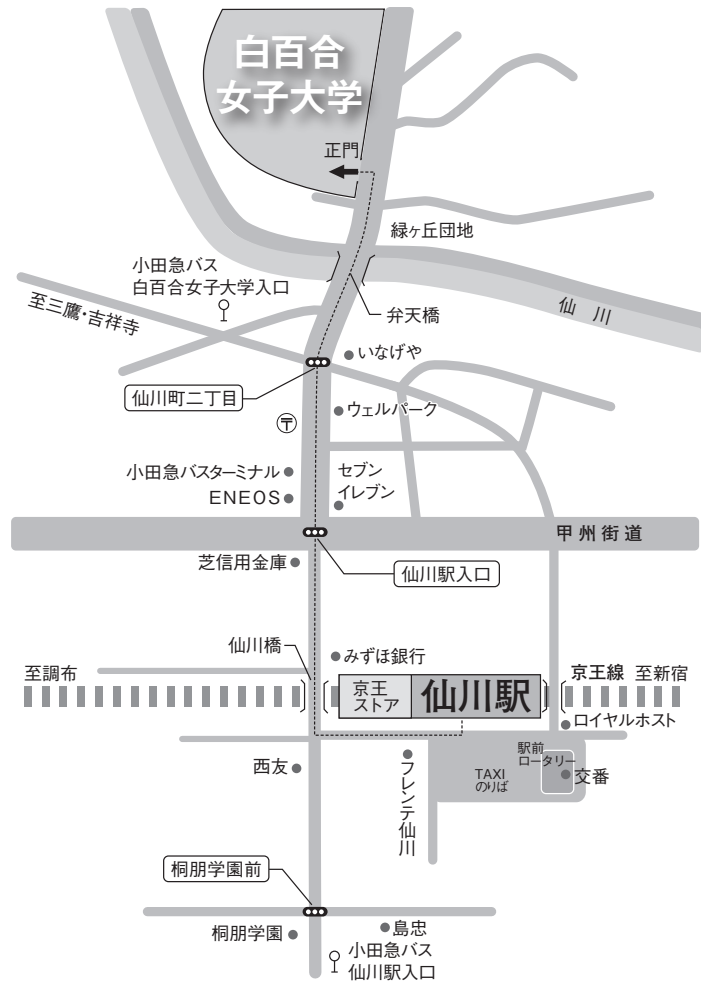 白百合
女子大学
正門
緑ヶ丘団地
小田急バス
白百合女子大学入口
至三鷹・吉祥寺
仙川
弁天橋
いなげや
仙川町二丁目
ウェルパーク
〒
小田急バスターミナル
セブン
イレブン
ENEOS
甲州街道
芝信用金庫
仙川駅入口
仙川橋
みずほ銀行
至調布
京王
ストア
仙川駅
京王線 至新宿
ロイヤルホスト
西友
フレンテ仙川
駅前
ロータリー
TAXI
のりば
交番
桐朋学園前
桐朋学園
島忠
小田急バス
仙川駅入口